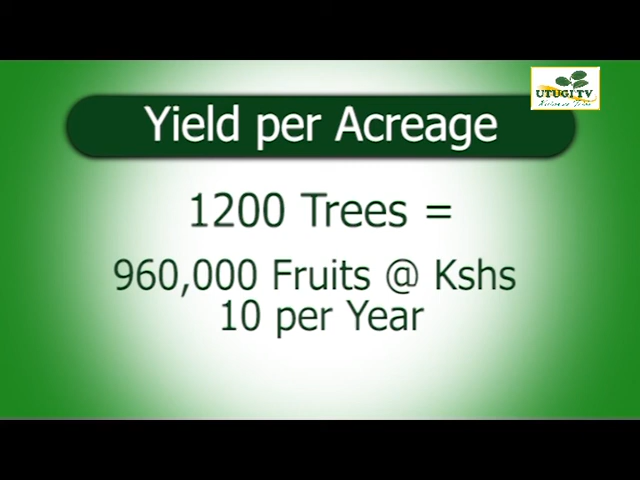 UTUGI TV
Yield per Acreage
1200 Trees =
960,000 Fruits @ Kshs
10 per Year